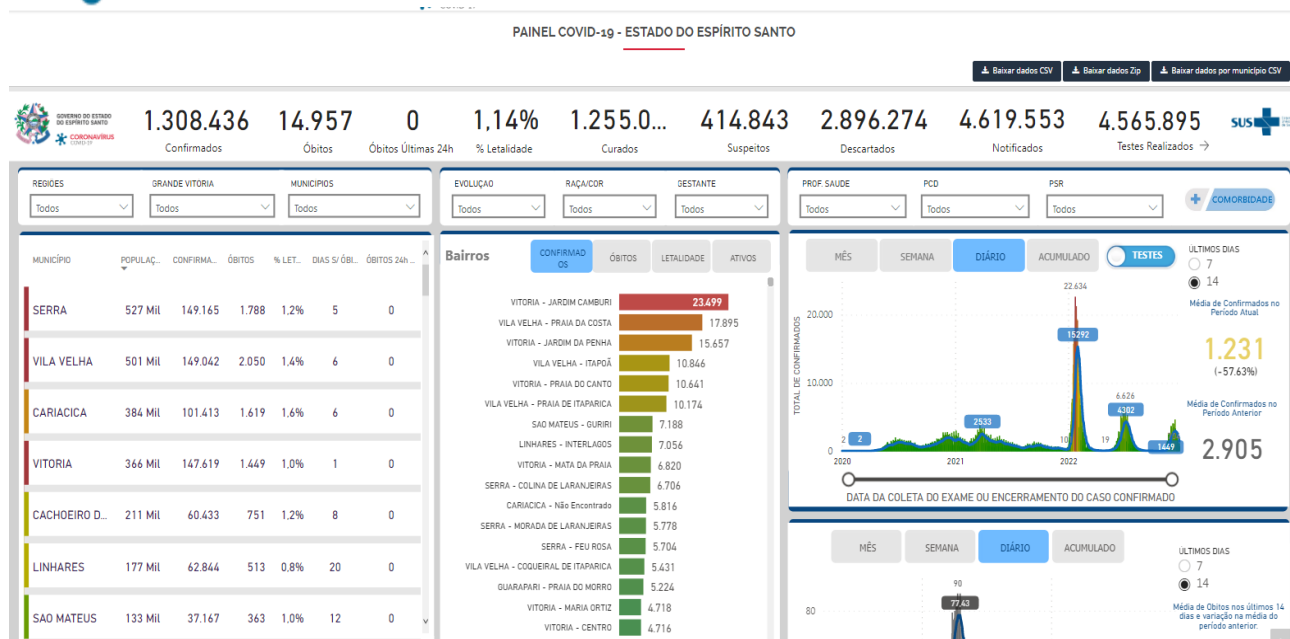 PAINEL COVID-19 - ESTADO DO ESPÍRITO SANTO
Baixar dados CSV
Baixar dados Zip
Baixar dados por município CSV
GOVERNO DO ESTADO
DO ESPÍRITO SANTO
CORONAVÍRUS
COVID-19
1.308.436
Confirmados
14.957
Óbitos
0
Óbitos Últimas 24h
1,14%
% Letalidade
1.255.0...
Curados
414.843
Suspeitos
2.896.274
Descartados
4.619.553
Notificados
4.565.895
Testes Realizados →
SUS
REGIOES
Todos
GRANDE VITORIA
Todos
MUNICIPIOS
Todos
EVOLUÇAO
Todos
RAÇA/COR
Todos
GESTANTE
Todos
PROF. SAUDE
Todos
PCD
Todos
PSR
Todos
+ COMORBIDADE
MUNICÍPIO POPULAÇ... CONFIRMA... ÓBITOS % LET... DIAS S/ ÓBI... ÓBITOS 24h ...
SERRA 527 Mil 149.165 1.788 1,2% 5 0
VILA VELHA 501 Mil 149.042 2.050 1,4% 6 0
CARIACICA 384 Mil 101.413 1.619 1,6% 6 0
VITORIA 366 Mil 147.619 1.449 1,0% 1 0
CACHOEIRO D... 211 Mil 60.433 751 1,2% 8 0
LINHARES 177 Mil 62.844 513 0,8% 20 0
SAO MATEUS 133 Mil 37.167 363 1,0% 12 0
Bairros
CONFIRMAD
OS
ÓBITOS
LETALIDADE
ATIVOS
VITORIA - JARDIM CAMBURI 23.499
VILA VELHA - PRAIA DA COSTA 17.895
VITORIA - JARDIM DA PENHA 15.657
VILA VELHA - ITAPOÃ 10.846
VITORIA - PRAIA DO CANTO 10.641
VILA VELHA - PRAIA DE ITAPARICA 10.174
SAO MATEUS - GURIRI 7.188
LINHARES - INTERLAGOS 7.056
VITORIA - MATA DA PRAIA 6.820
SERRA - COLINA DE LARANJEIRAS 6.706
CARIACICA - Não Encontrado 5.816
SERRA - MORADA DE LARANJEIRAS 5.778
SERRA - FEU ROSA 5.704
VILA VELHA - COQUEIRAL DE ITAPARICA 5.431
GUARAPARI - PRAIA DO MORRO 5.224
VITORIA - MARIA ORTIZ 4.718
VITORIA - CENTRO 4.716
MÊS
SEMANA
DIÁRIO
ACUMULADO
TESTES
ULTIMOS DIAS
7
14
Média de Confirmados no
Período Atual
1.231
(-57.63%)
Média de Confirmados no
Período Anterior
2.905
TOTAL DE CONFIRMADOS
20.000
10.000
0
22.634
15292
6.626
4302
2533
2
2
10
19
1449
2020
2021
2022
DATA DA COLETA DO EXAME OU ENCERRAMENTO DO CASO CONFIRMADO
MÊS
SEMANA
DIÁRIO
ACUMULADO
ULTIMOS DIAS
7
14
Média de Obitos nos últimos 14
dias e variação na média do
período anterior.
80
90
77,43